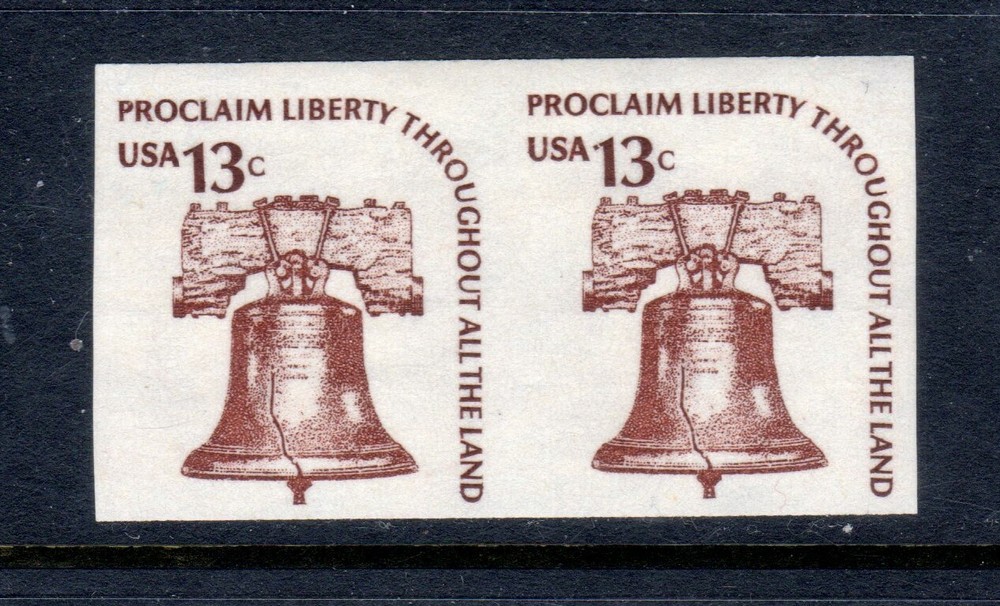 PROCLAIM LIBERTY THROUGHOUT ALL THE LAND
USA 13c
PROCLAIM LIBERTY THROUGHOUT ALL THE LAND
USA 13c